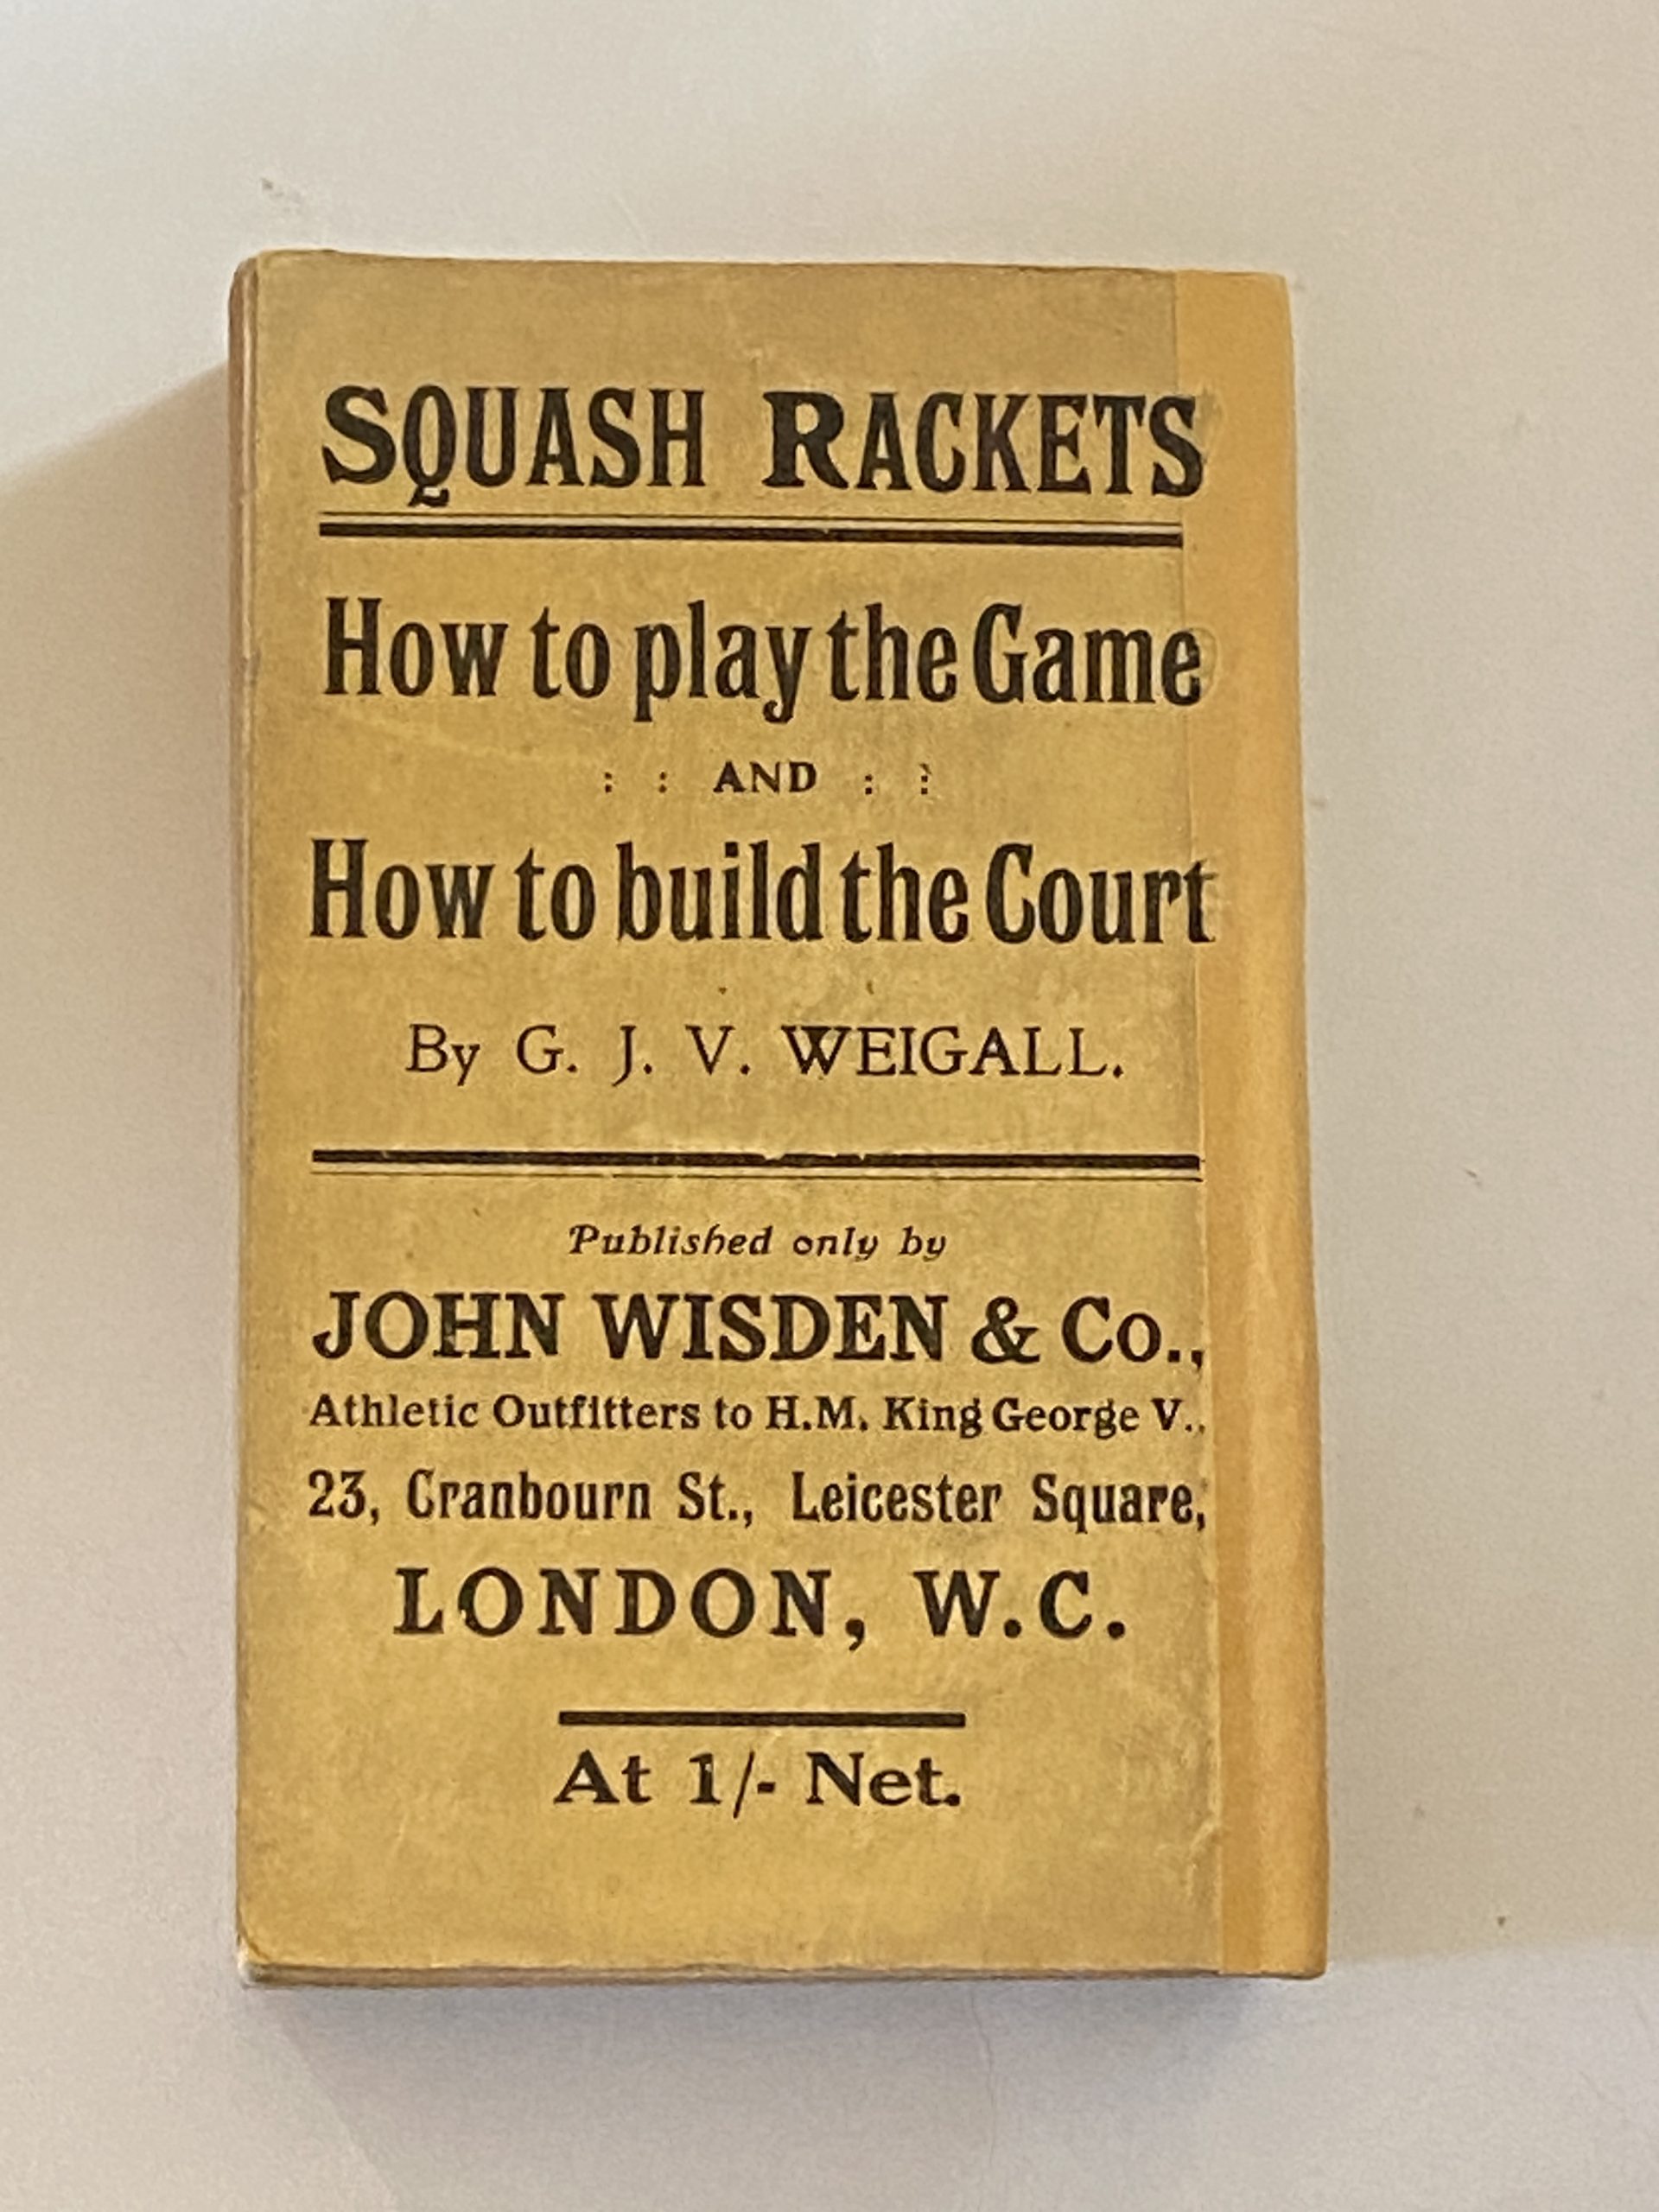 SQUASH RACKETS
How to play the Game
: : AND : :
How to build the Court
By G. J. V. WEIGALL.
Published only by
JOHN WISDEN & Co.,
Athletic Outfitters to H.M. King George V.,
23, Cranbourn St., Leicester Square,
LONDON, W.C.
At 1/- Net.